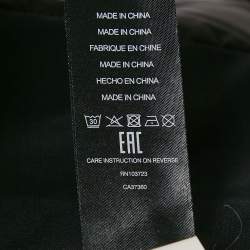 MADE IN CHINA
MADE IN CHINA
FABRIQUE EN CHINE
MADE IN CHINA
HECHO EN CHINA
MADE IN CHINA
30
EAC
CARE INSTRUCTION ON REVERSE
RN103723
CA37360